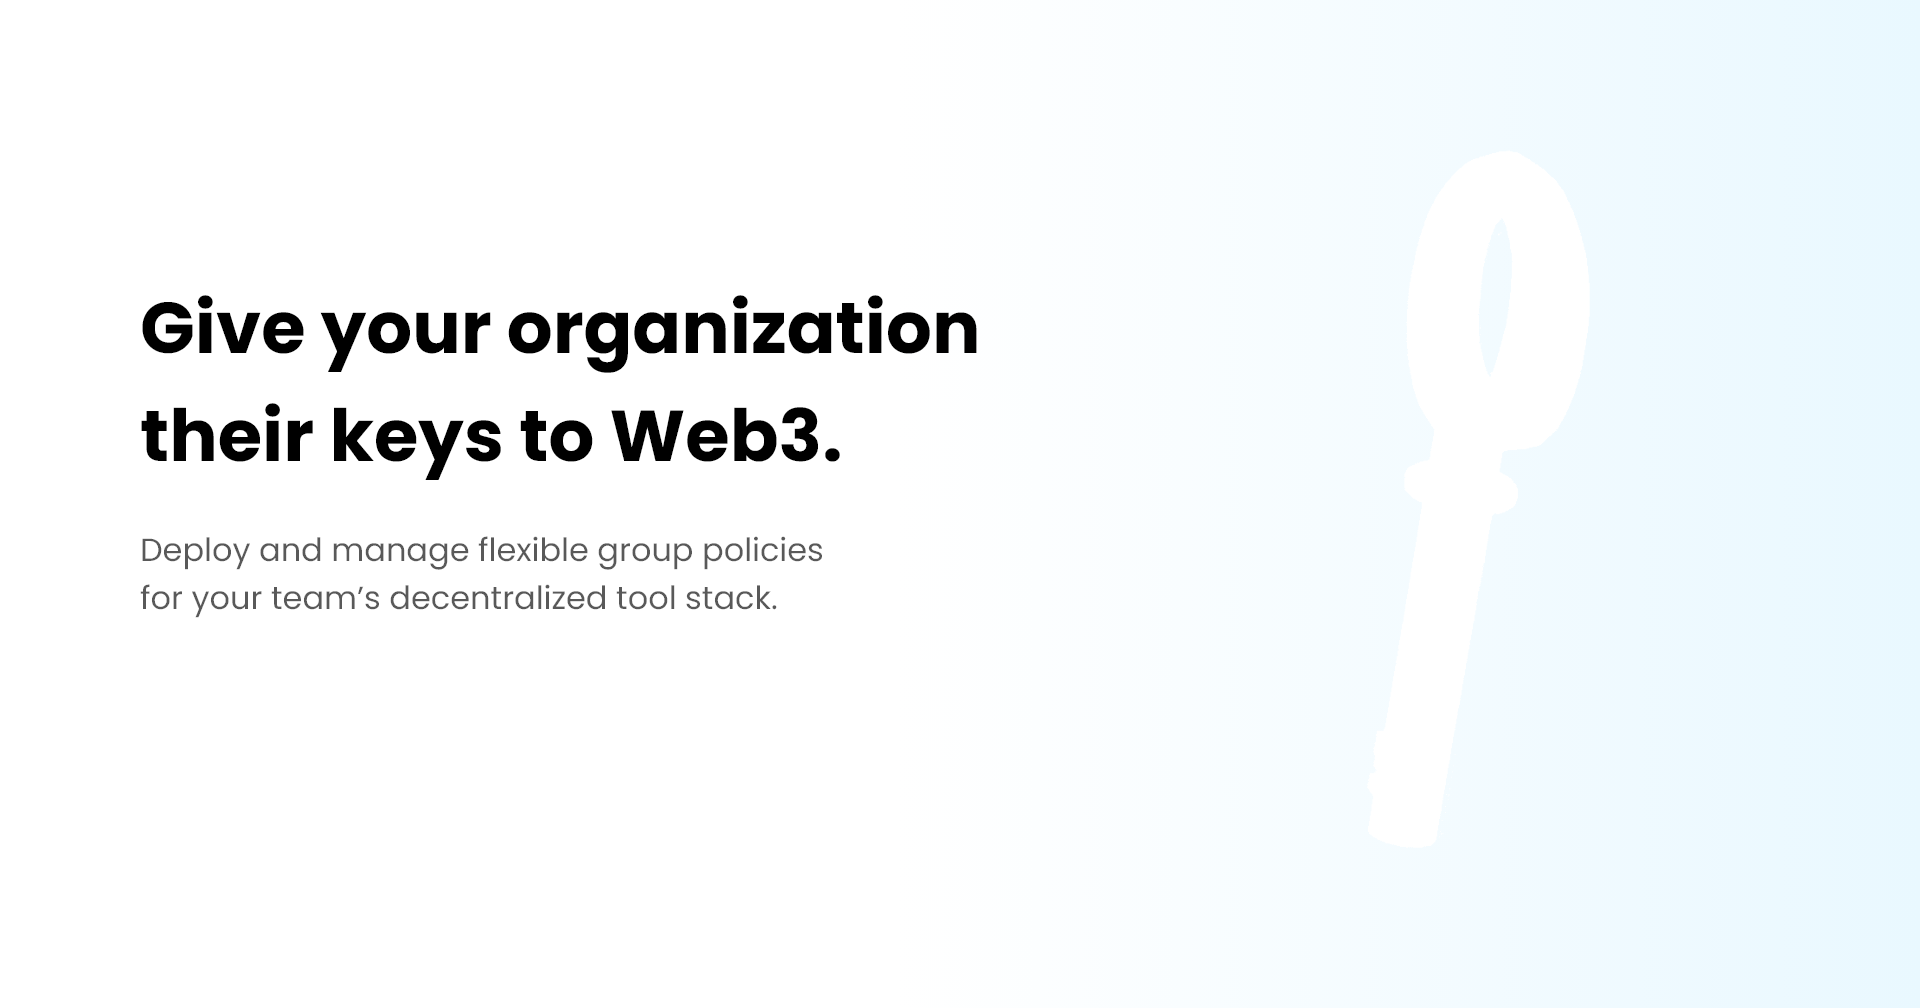 Give your organization
their keys to Web3.
Deploy and manage flexible group policies
for your team’s decentralized tool stack.